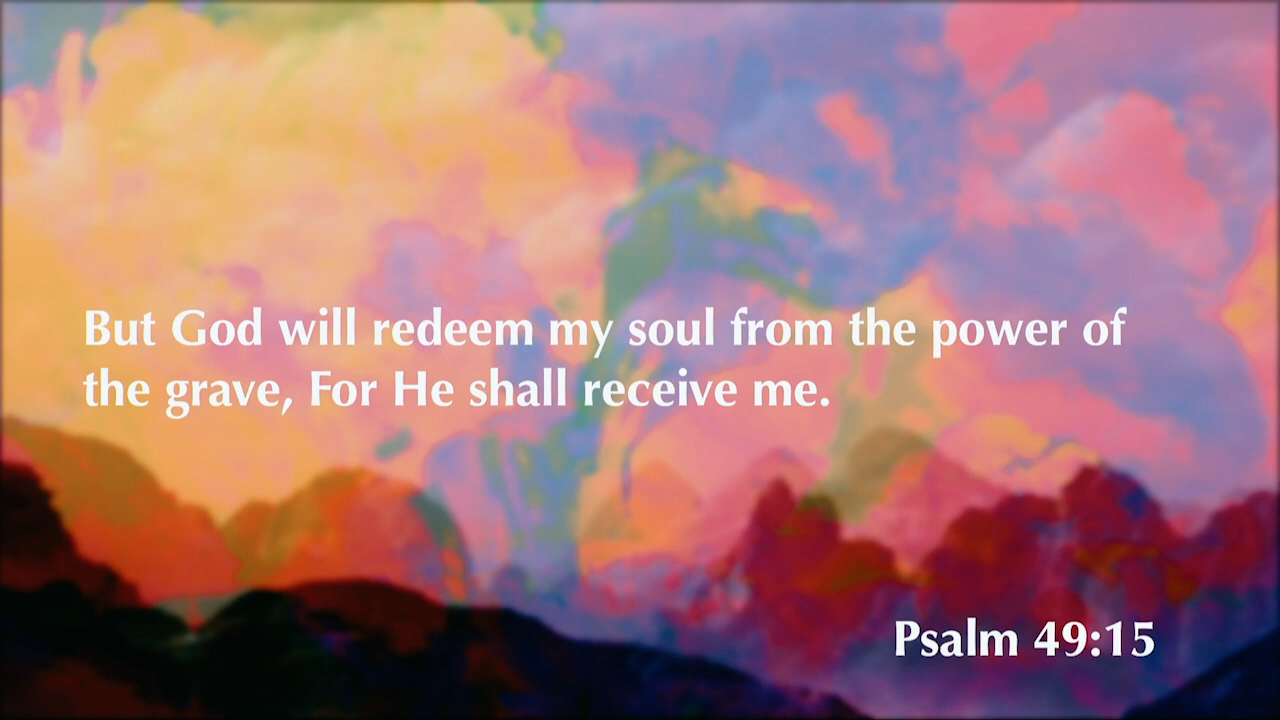 But God will redeem my soul from the power of
the grave, For He shall receive me.
Psalm 49:15